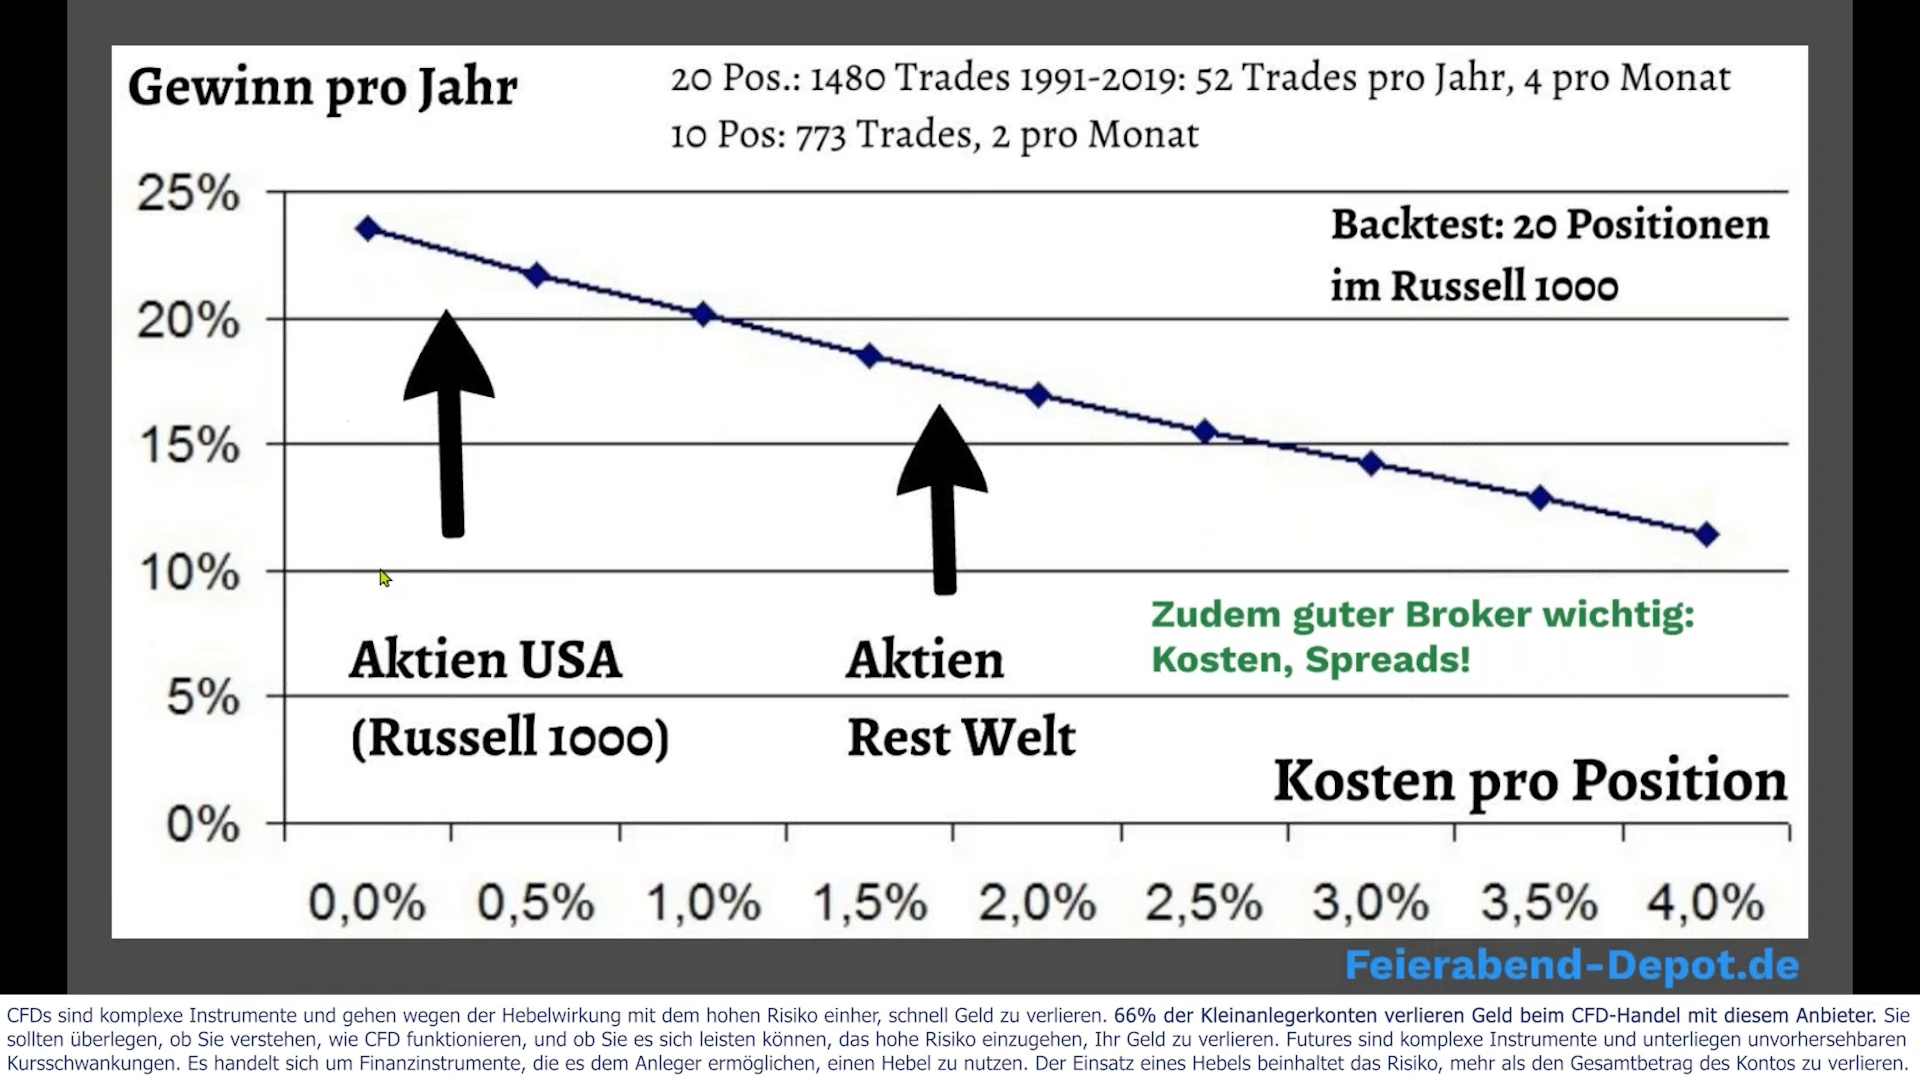 Gewinn pro Jahr
20 Pos.: 1480 Trades 1991-2019: 52 Trades pro Jahr, 4 pro Monat
10 Pos: 773 Trades, 2 pro Monat
25%
Backtest: 20 Positionen
im Russell 1000
20%
15%
10%
Zudem guter Broker wichtig:
Kosten, Spreads!
Aktien USA
(Russell 1000)
Aktien
Rest Welt
5%
Kosten pro Position
0%
0,0% 0,5% 1,0% 1,5% 2,0% 2,5% 3,0% 3,5% 4,0%
Feierabend-Depot.de
CFDs sind komplexe Instrumente und gehen wegen der Hebelwirkung mit dem hohen Risiko einher, schnell Geld zu verlieren. 66% der Kleinanlegerkonten verlieren Geld beim CFD-Handel mit diesem Anbieter. Sie
sollten überlegen, ob Sie verstehen, wie CFD funktionieren, und ob Sie es sich leisten können, das hohe Risiko einzugehen, Ihr Geld zu verlieren. Futures sind komplexe Instrumente und unterliegen unvorhersehbaren
Kursschwankungen. Es handelt sich um Finanzinstrumente, die es dem Anleger ermöglichen, einen Hebel zu nutzen. Der Einsatz eines Hebels beinhaltet das Risiko, mehr als den Gesamtbetrag des Kontos zu verlieren.